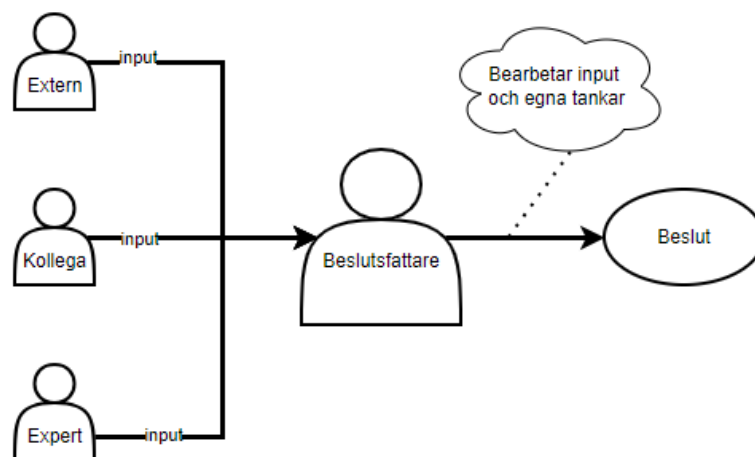 Extern
input
Bearbetar input
och egna tankar
Kollega
input
Beslutsfattare
Beslut
Expert
input